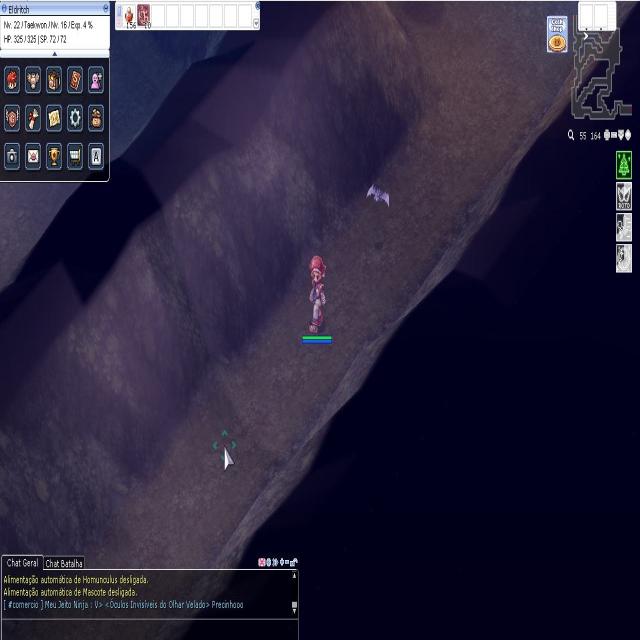 Eldritch
Nv. 22 / Taekwon / Nv. 16 / Exp. 4 %
HP. 325 / 325 | SP. 72 / 72
156
10
55 164
Chat Geral
Chat Batalha
Alimentação automática de Homunculus desligada.
Alimentação automática de Mascote desligada.
[ #comercio ] Meu Jeito Ninja : V> <Oculos Invisíveis do Olhar Velado> Precinhooo